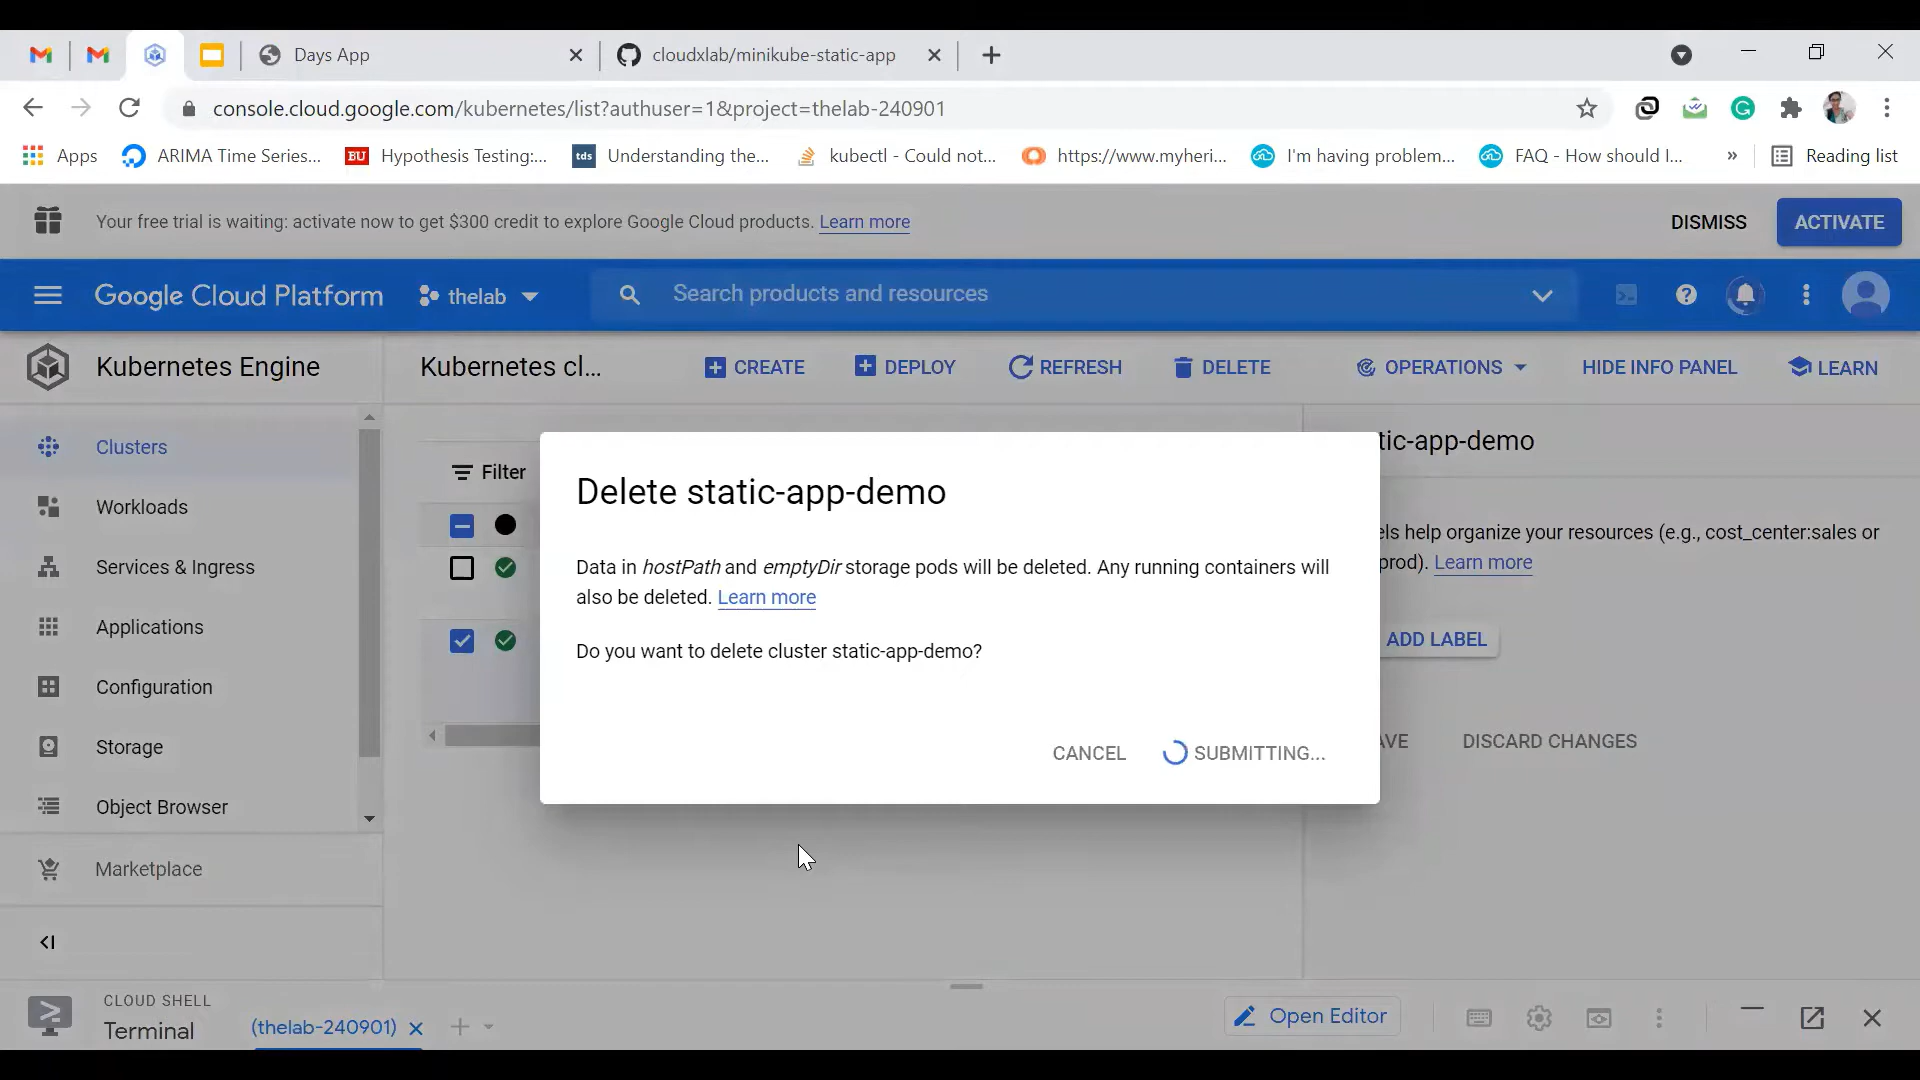 Days App
cloudxlab/minikube-static-app
console.cloud.google.com/kubernetes/list?authuser=1&project=thelab-240901
Apps
ARIMA Time Series...
BU
Hypothesis Testing:...
tds
Understanding the...
kubectl - Could not...
https://www.myheri...
I'm having problem...
FAQ - How should I...
»
Reading list
Your free trial is waiting: activate now to get $300 credit to explore Google Cloud products. Learn more
DISMISS
ACTIVATE
Google Cloud Platform
thelab
Search products and resources
Kubernetes Engine
Kubernetes cl...
CREATE
DEPLOY
REFRESH
DELETE
OPERATIONS
HIDE INFO PANEL
LEARN
Clusters
Workloads
Services & Ingress
Applications
Configuration
Storage
Object Browser
Marketplace
Filter
Delete static-app-demo
Data in hostPath and emptyDir storage pods will be deleted. Any running containers will
also be deleted. Learn more
Do you want to delete cluster static-app-demo?
CANCEL
SUBMITTING...
tic-app-demo
els help organize your resources (e.g., cost_center:sales or
prod). Learn more
ADD LABEL
AVE
DISCARD CHANGES
CLOUD SHELL
Terminal
(thelab-240901)
Open Editor